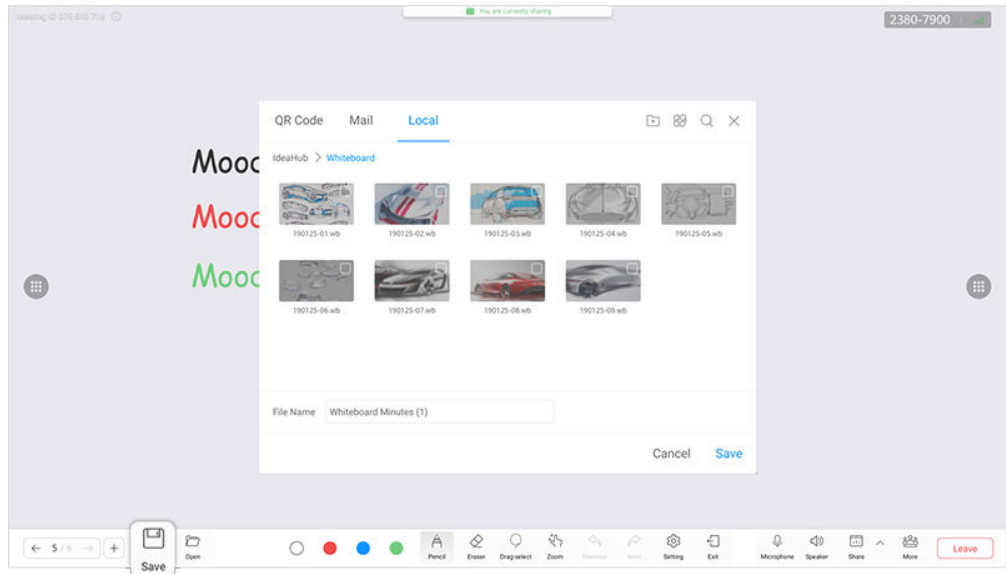 You are currently sharing
2380-7900
QR Code Mail Local
IdeaHub > Whiteboard
Mooc
Mooc
Mooc
190125-01.wb 190125-02.wb 190125-03.wb 190125-04.wb 190125-05.wb
190125-06.wb 190125-07.wb 190125-08.wb 190125-09.wb
File Name Whiteboard Minutes (1)
Cancel Save
5 / 6 Save Open Pencil Eraser Drag-select Zoom Previous Next Setting Exit Microphone Speaker Share More Leave